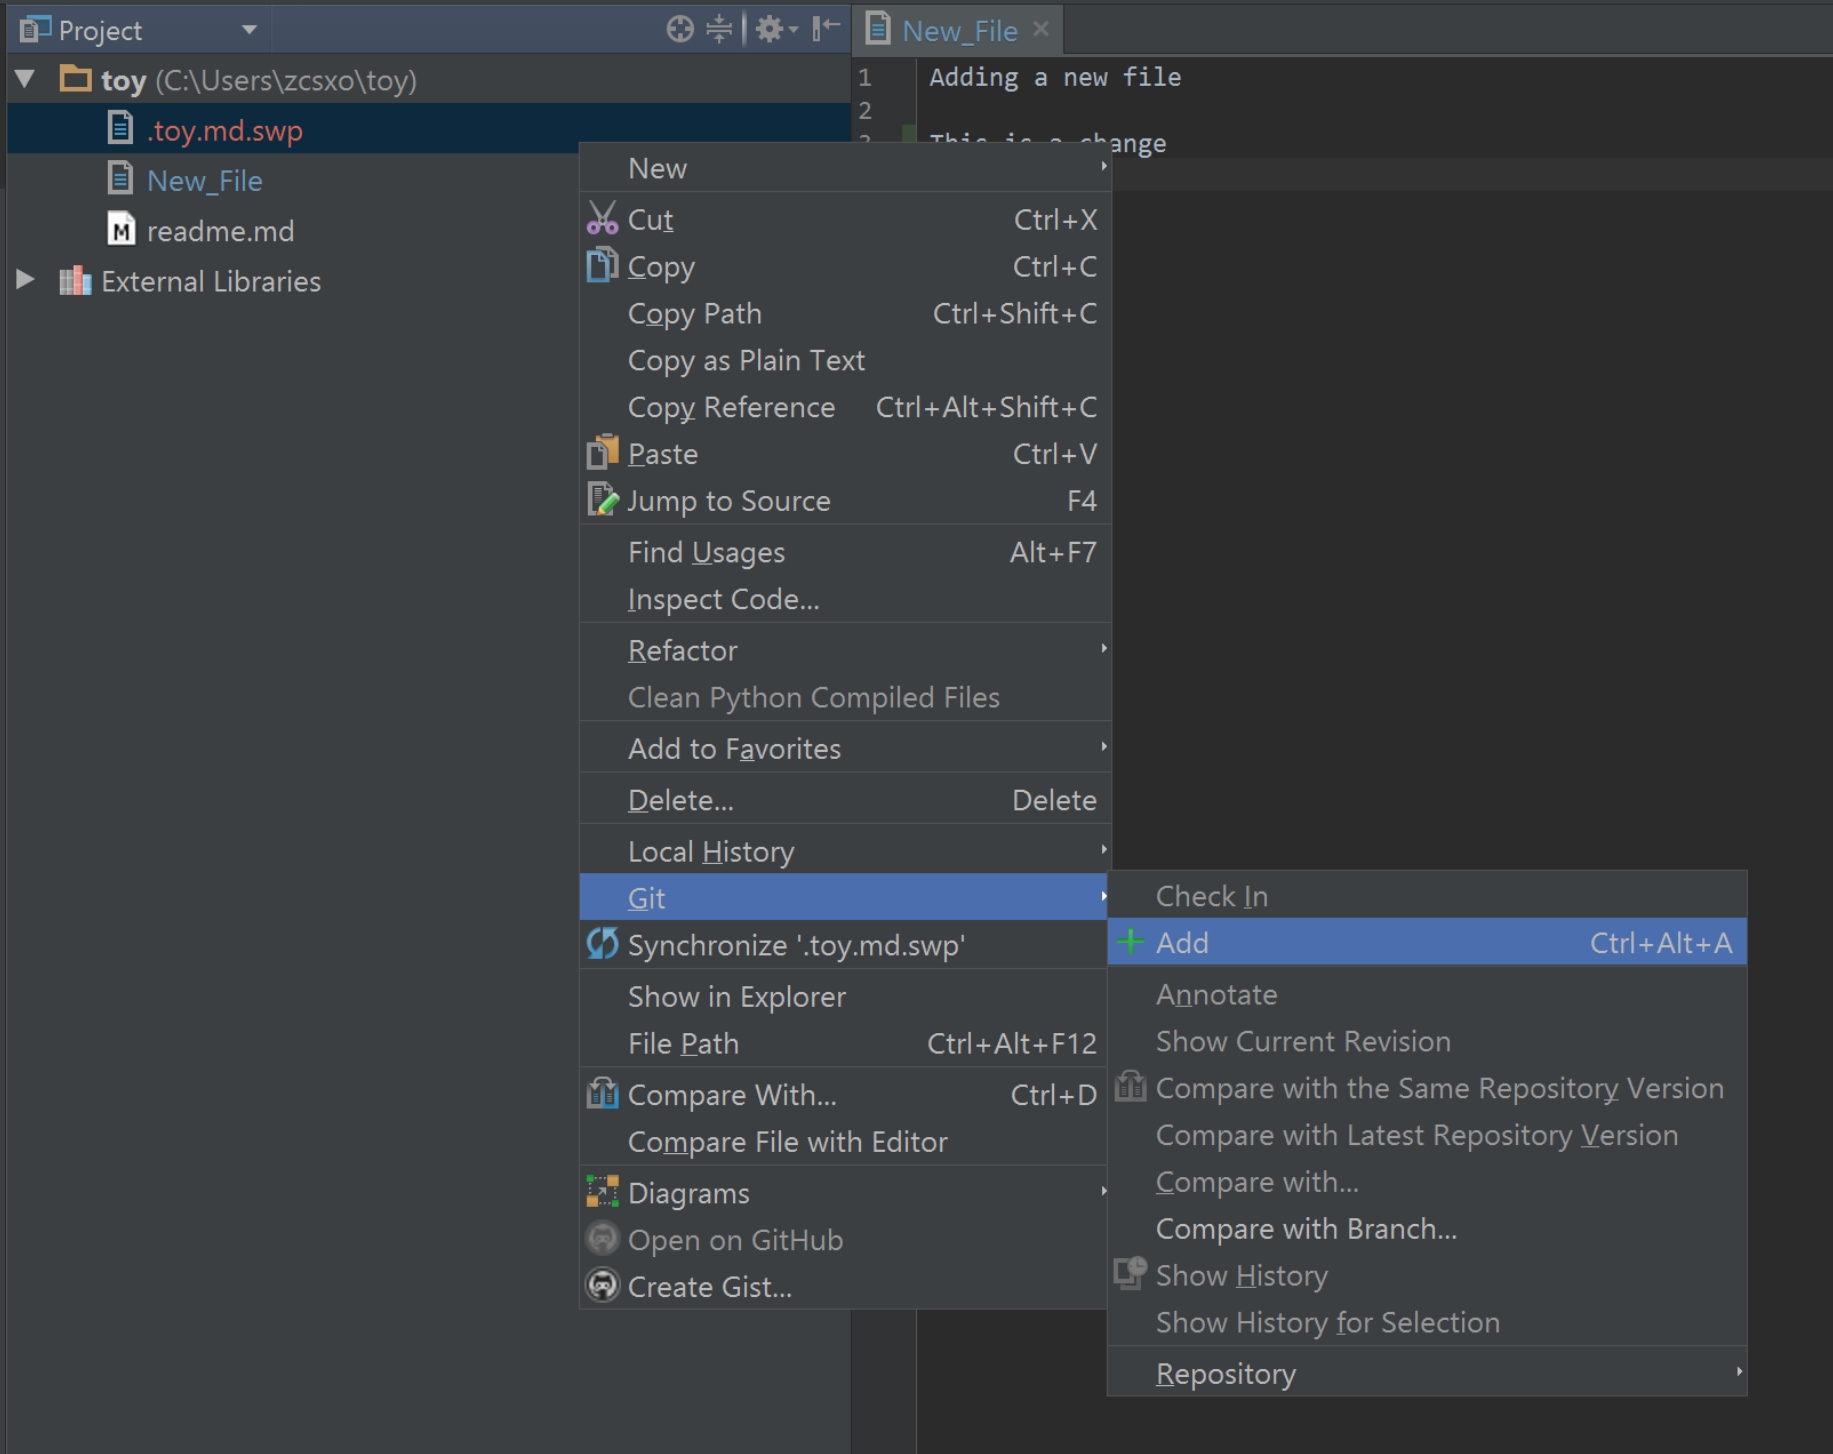 Project
New_File
toy (C:\Users\zcsxo\toy)
.toy.md.swp
New_File
readme.md
External Libraries
1 Adding a new file
2
3 This is a change
New
Cut Ctrl+X
Copy Ctrl+C
Copy Path Ctrl+Shift+C
Copy as Plain Text
Copy Reference Ctrl+Alt+Shift+C
Paste Ctrl+V
Jump to Source F4
Find Usages Alt+F7
Inspect Code...
Refactor
Clean Python Compiled Files
Add to Favorites
Delete... Delete
Local History
Git
Synchronize '.toy.md.swp'
Show in Explorer
File Path Ctrl+Alt+F12
Compare With... Ctrl+D
Compare File with Editor
Diagrams
Open on GitHub
Create Gist...
Check In
Add Ctrl+Alt+A
Annotate
Show Current Revision
Compare with the Same Repository Version
Compare with Latest Repository Version
Compare with...
Compare with Branch...
Show History
Show History for Selection
Repository